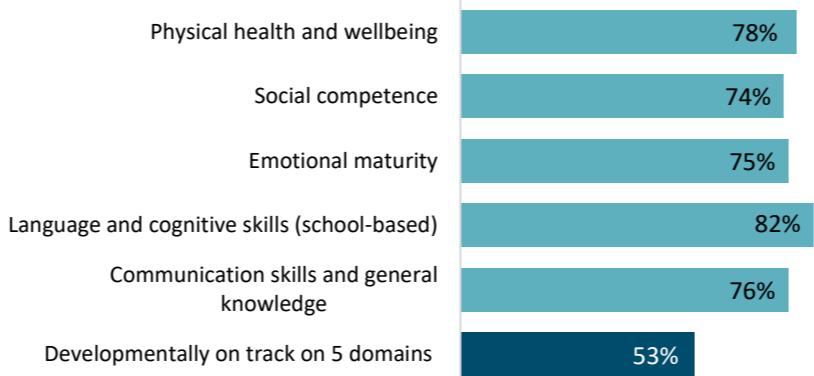 Physical health and wellbeing 78%
Social competence 74%
Emotional maturity 75%
Language and cognitive skills (school-based) 82%
Communication skills and general
knowledge 76%
Developmentally on track on 5 domains 53%